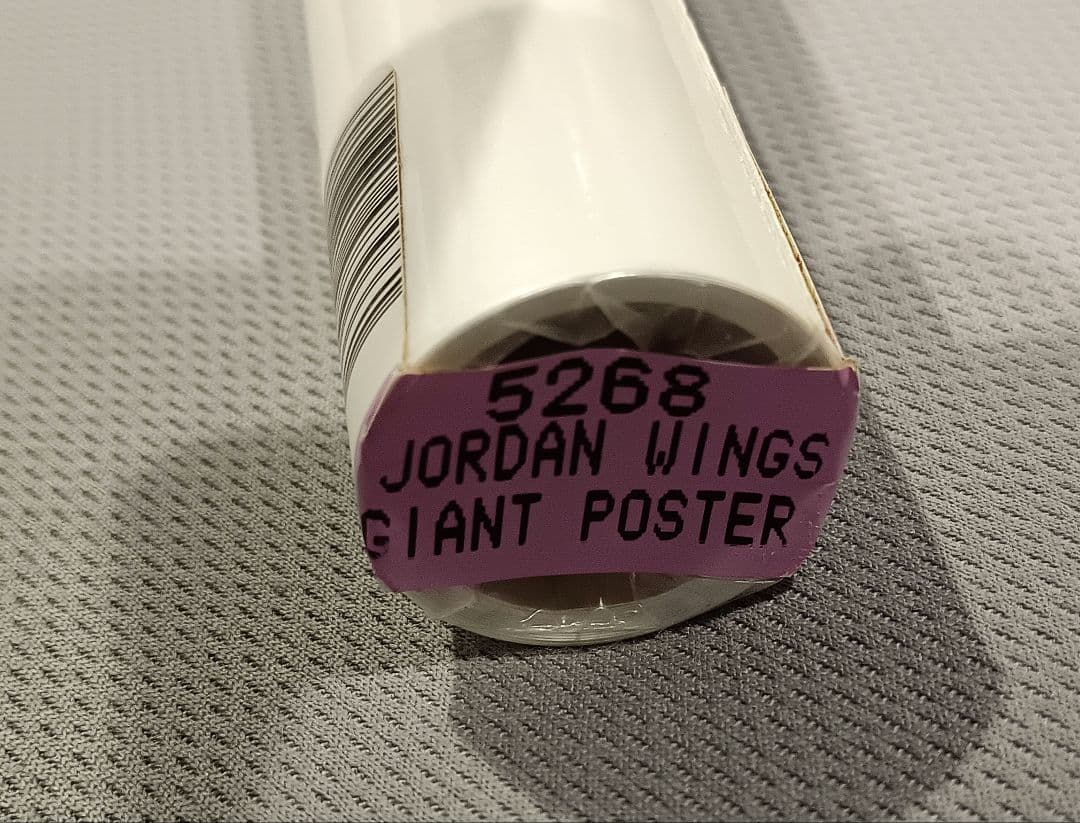 5268
JORDAN WINGS
GIANT POSTER